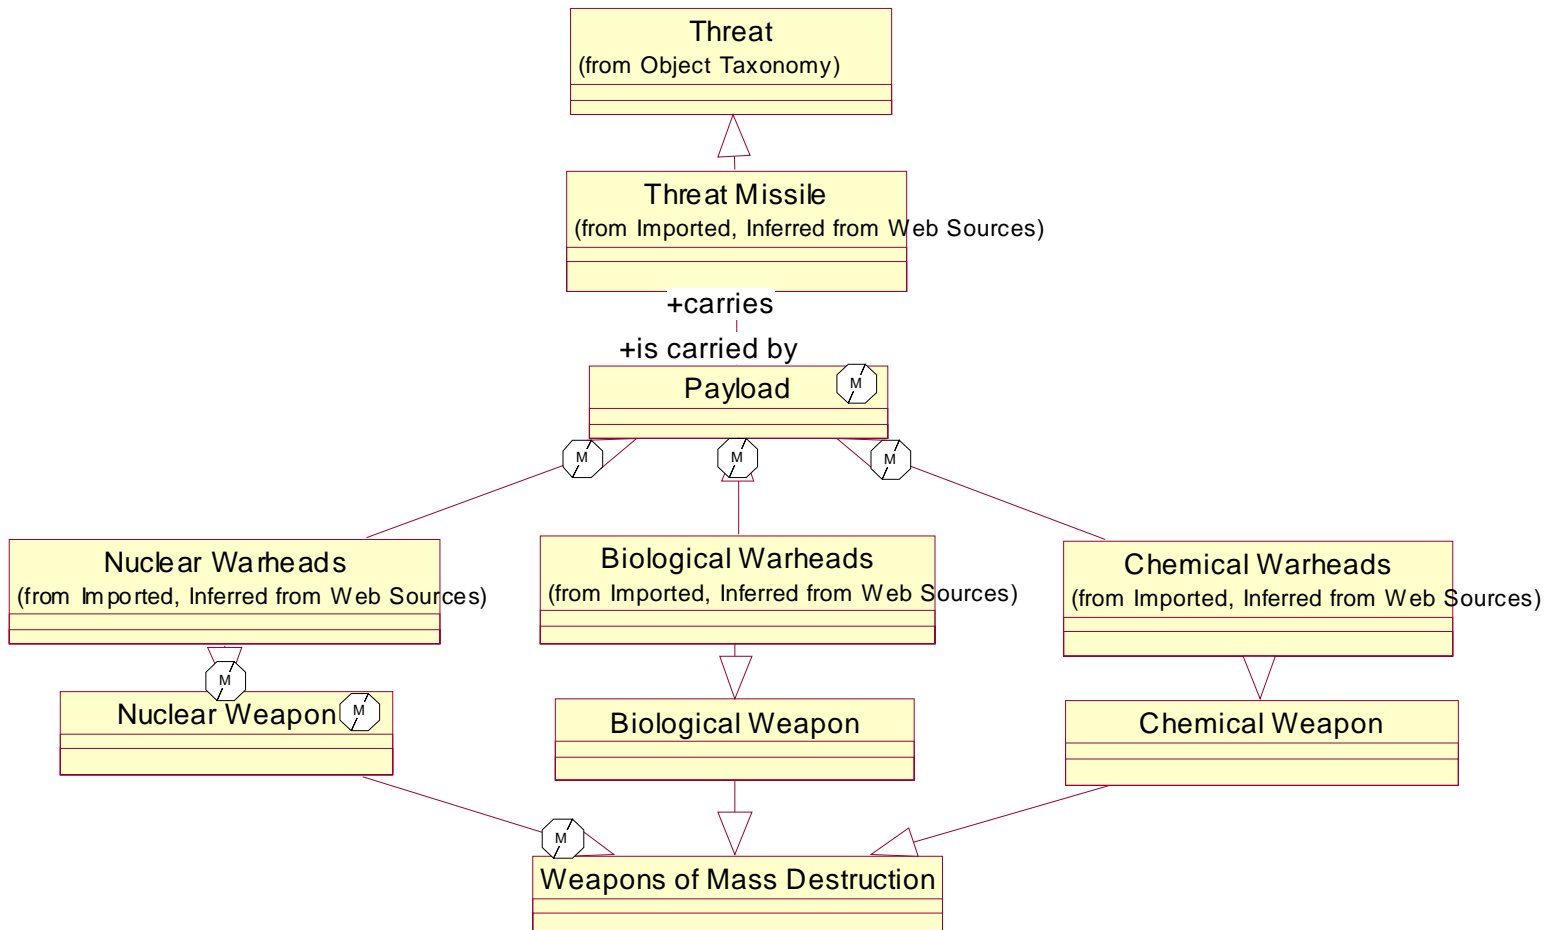 Threat
(from Object Taxonomy)
Threat Missile
(from Imported, Inferred from Web Sources)
+carries
+is carried by
Payload
M
M
M
M
Nuclear Warheads
(from Imported, Inferred from Web Sources)
Biological Warheads
(from Imported, Inferred from Web Sources)
Chemical Warheads
(from Imported, Inferred from Web Sources)
M
Nuclear Weapon
M
Biological Weapon
Chemical Weapon
M
Weapons of Mass Destruction